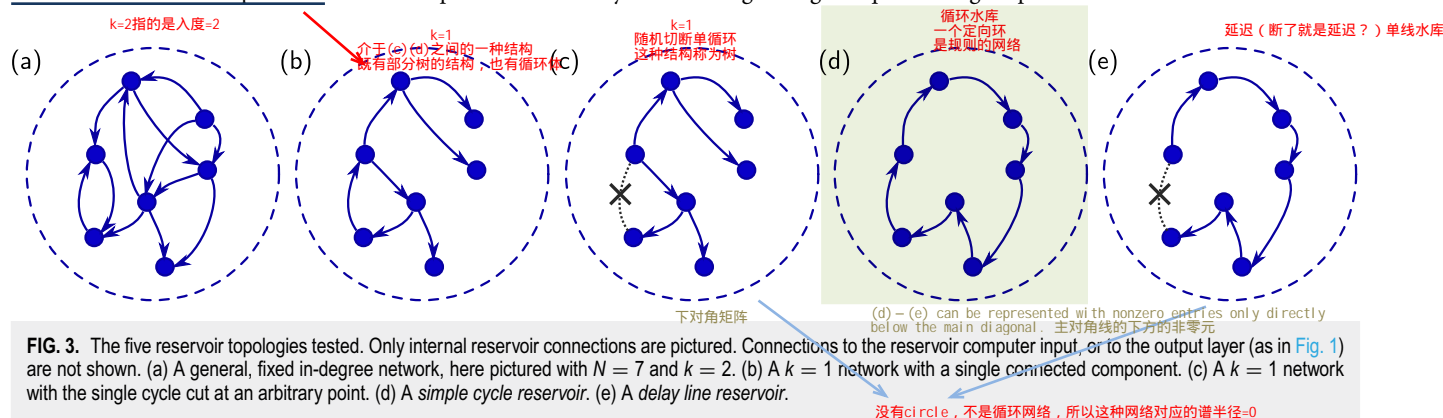 k=2指的是入度=2
k=1
介于(c)(d)之间的一种结构
既有部分树的结构，也有循环体
k=1
随机切断单循环
这种结构称为树
循环水库
一个定向环
是规则的网络
延迟（断了就是延迟？）单线水库
(a)
(b)
(c)
(d)
(e)
下对角矩阵
(d)-(e) can be represented with nonzero entries only directly
below the main diagonal. 主对角线的下方的非零元
FIG. 3. The five reservoir topologies tested. Only internal reservoir connections are pictured. Connections to the reservoir computer input, or to the output layer (as in Fig. 1)
are not shown. (a) A general, fixed in-degree network, here pictured with N = 7 and k = 2. (b) A k = 1 network with a single connected component. (c) A k = 1 network
with the single cycle cut at an arbitrary point. (d) A simple cycle reservoir. (e) A delay line reservoir.
没有circle，不是循环网络，所以这种网络对应的谱半径=0